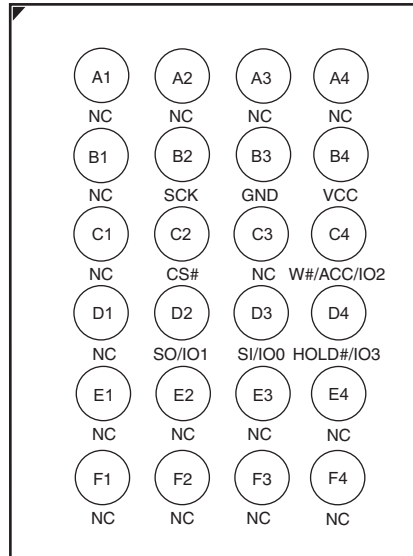 A1 A2 A3 A4
NC NC NC NC
B1 B2 B3 B4
NC SCK GND VCC
C1 C2 C3 C4
NC CS# NC W#/ACC/IO2
D1 D2 D3 D4
NC SO/IO1 SI/IO0 HOLD#/IO3
E1 E2 E3 E4
NC NC NC NC
F1 F2 F3 F4
NC NC NC NC